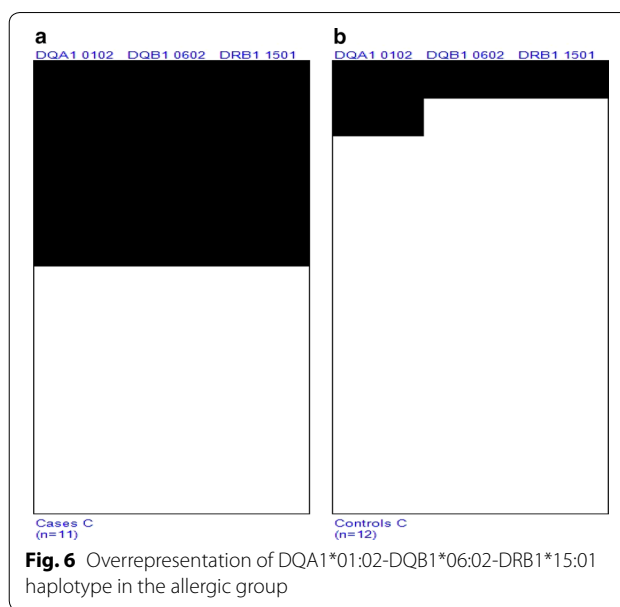 a
b
DQA1 0102 DQB1 0602 DRB1 1501
DQA1 0102 DQB1 0602 DRB1 1501
Cases C
(n=11)
Controls C
(n=12)
Fig. 6 Overrepresentation of DQA1*01:02-DQB1*06:02-DRB1*15:01
haplotype in the allergic group